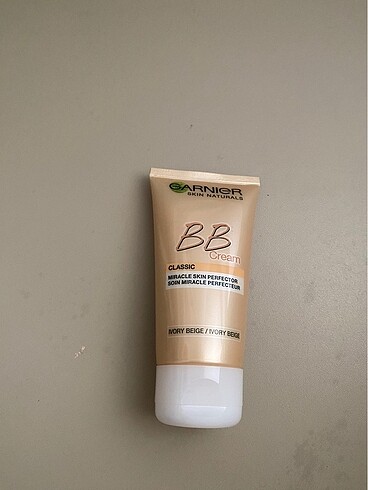 GARNIER
SKIN NATURALS
BB
Cream
CLASSIC
MIRACLE SKIN PERFECTOR
SOIN MIRACLE PERFECTEUR
IVORY BEIGE / IVORY BEIGE